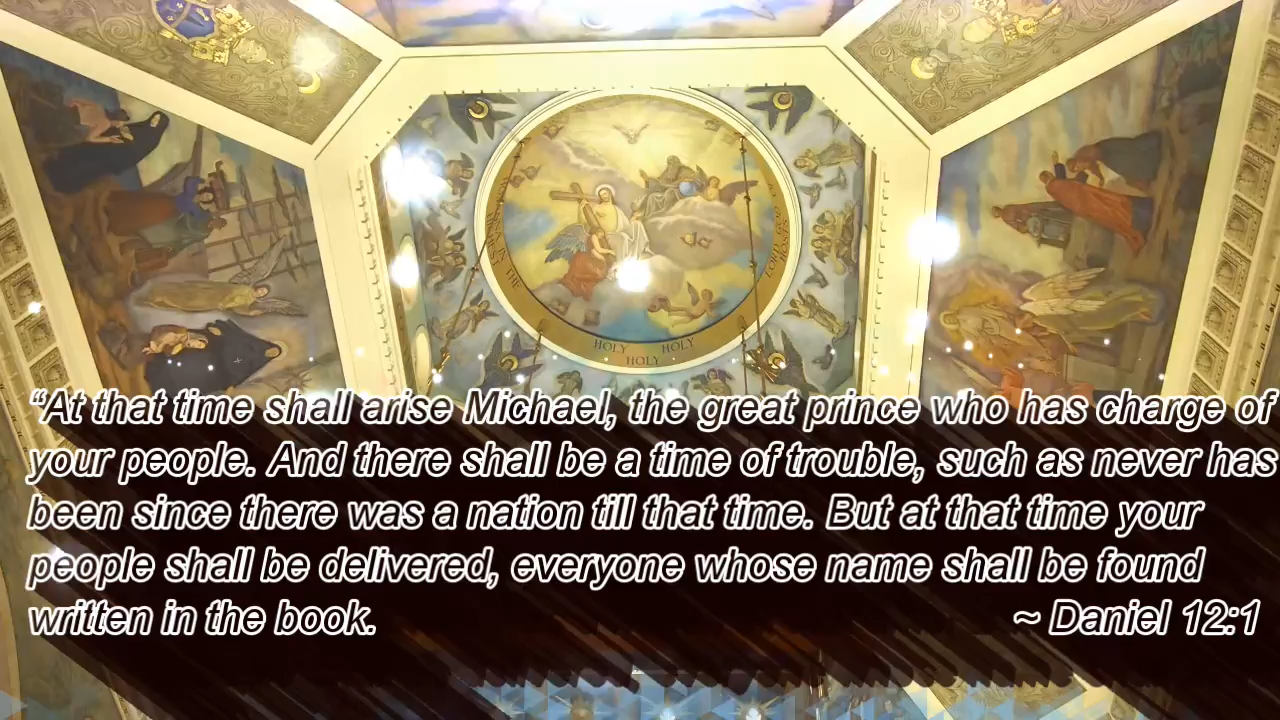 HOLY HOLY
HOLY
“At that time shall arise Michael, the great prince who has charge of
your people. And there shall be a time of trouble, such as never has
been since there was a nation till that time. But at that time your
people shall be delivered, everyone whose name shall be found
written in the book. ~ Daniel 12:1